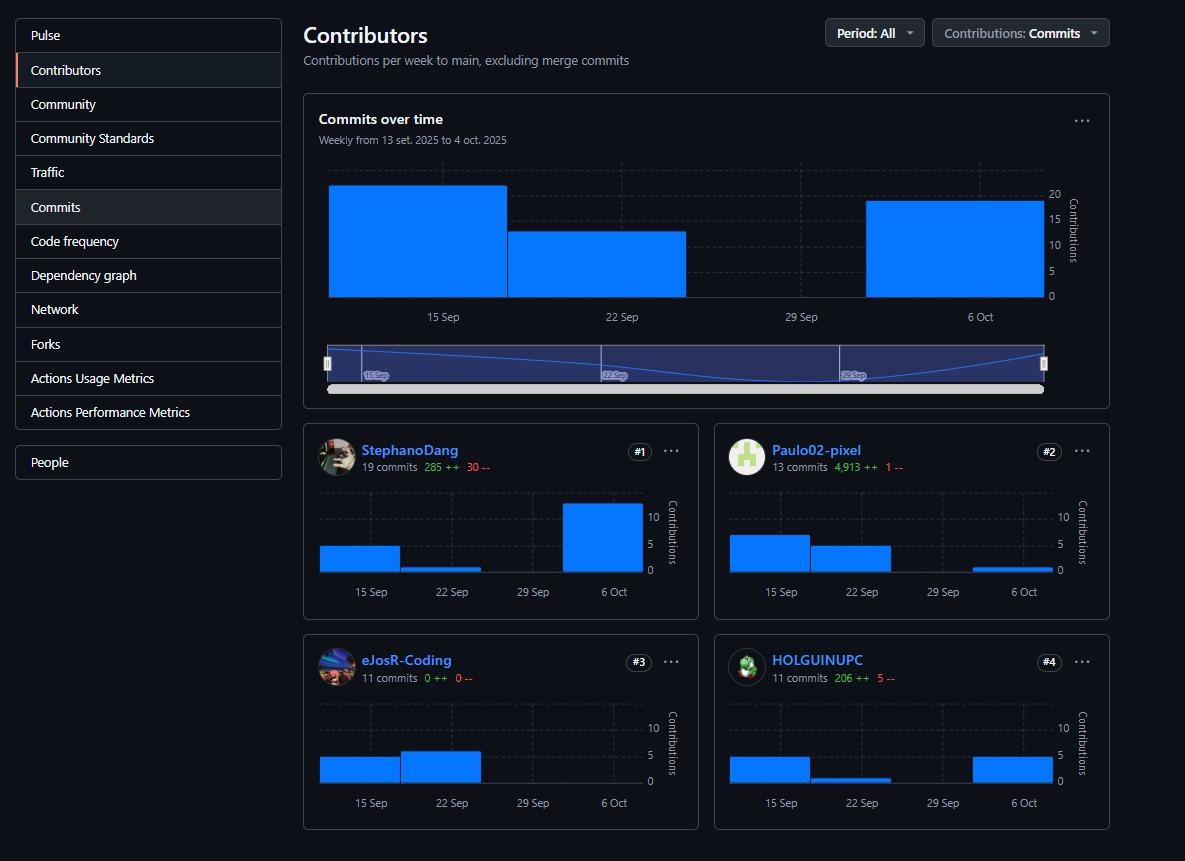 Pulse
Contributors
Community
Community Standards
Traffic
Commits
Code frequency
Dependency graph
Network
Forks
Actions Usage Metrics
Actions Performance Metrics
People
Contributors
Period: All
Contributions: Commits
Contributions per week to main, excluding merge commits
Commits over time
Weekly from 13 set. 2025 to 4 oct. 2025
20
15
10
5
0
Contributions
15 Sep 22 Sep 29 Sep 6 Oct
15 Sep 22 Sep 29 Sep
StephanoDang #1
19 commits 285 ++ 30 --
10
5
0
Contributions
15 Sep 22 Sep 29 Sep 6 Oct
Paulo02-pixel #2
13 commits 4,913 ++ 1 --
10
5
0
Contributions
15 Sep 22 Sep 29 Sep 6 Oct
eJosR-Coding #3
11 commits 0 ++ 0 --
10
5
0
Contributions
15 Sep 22 Sep 29 Sep 6 Oct
HOLGUINUPC #4
11 commits 206 ++ 5 --
10
5
0
Contributions
15 Sep 22 Sep 29 Sep 6 Oct